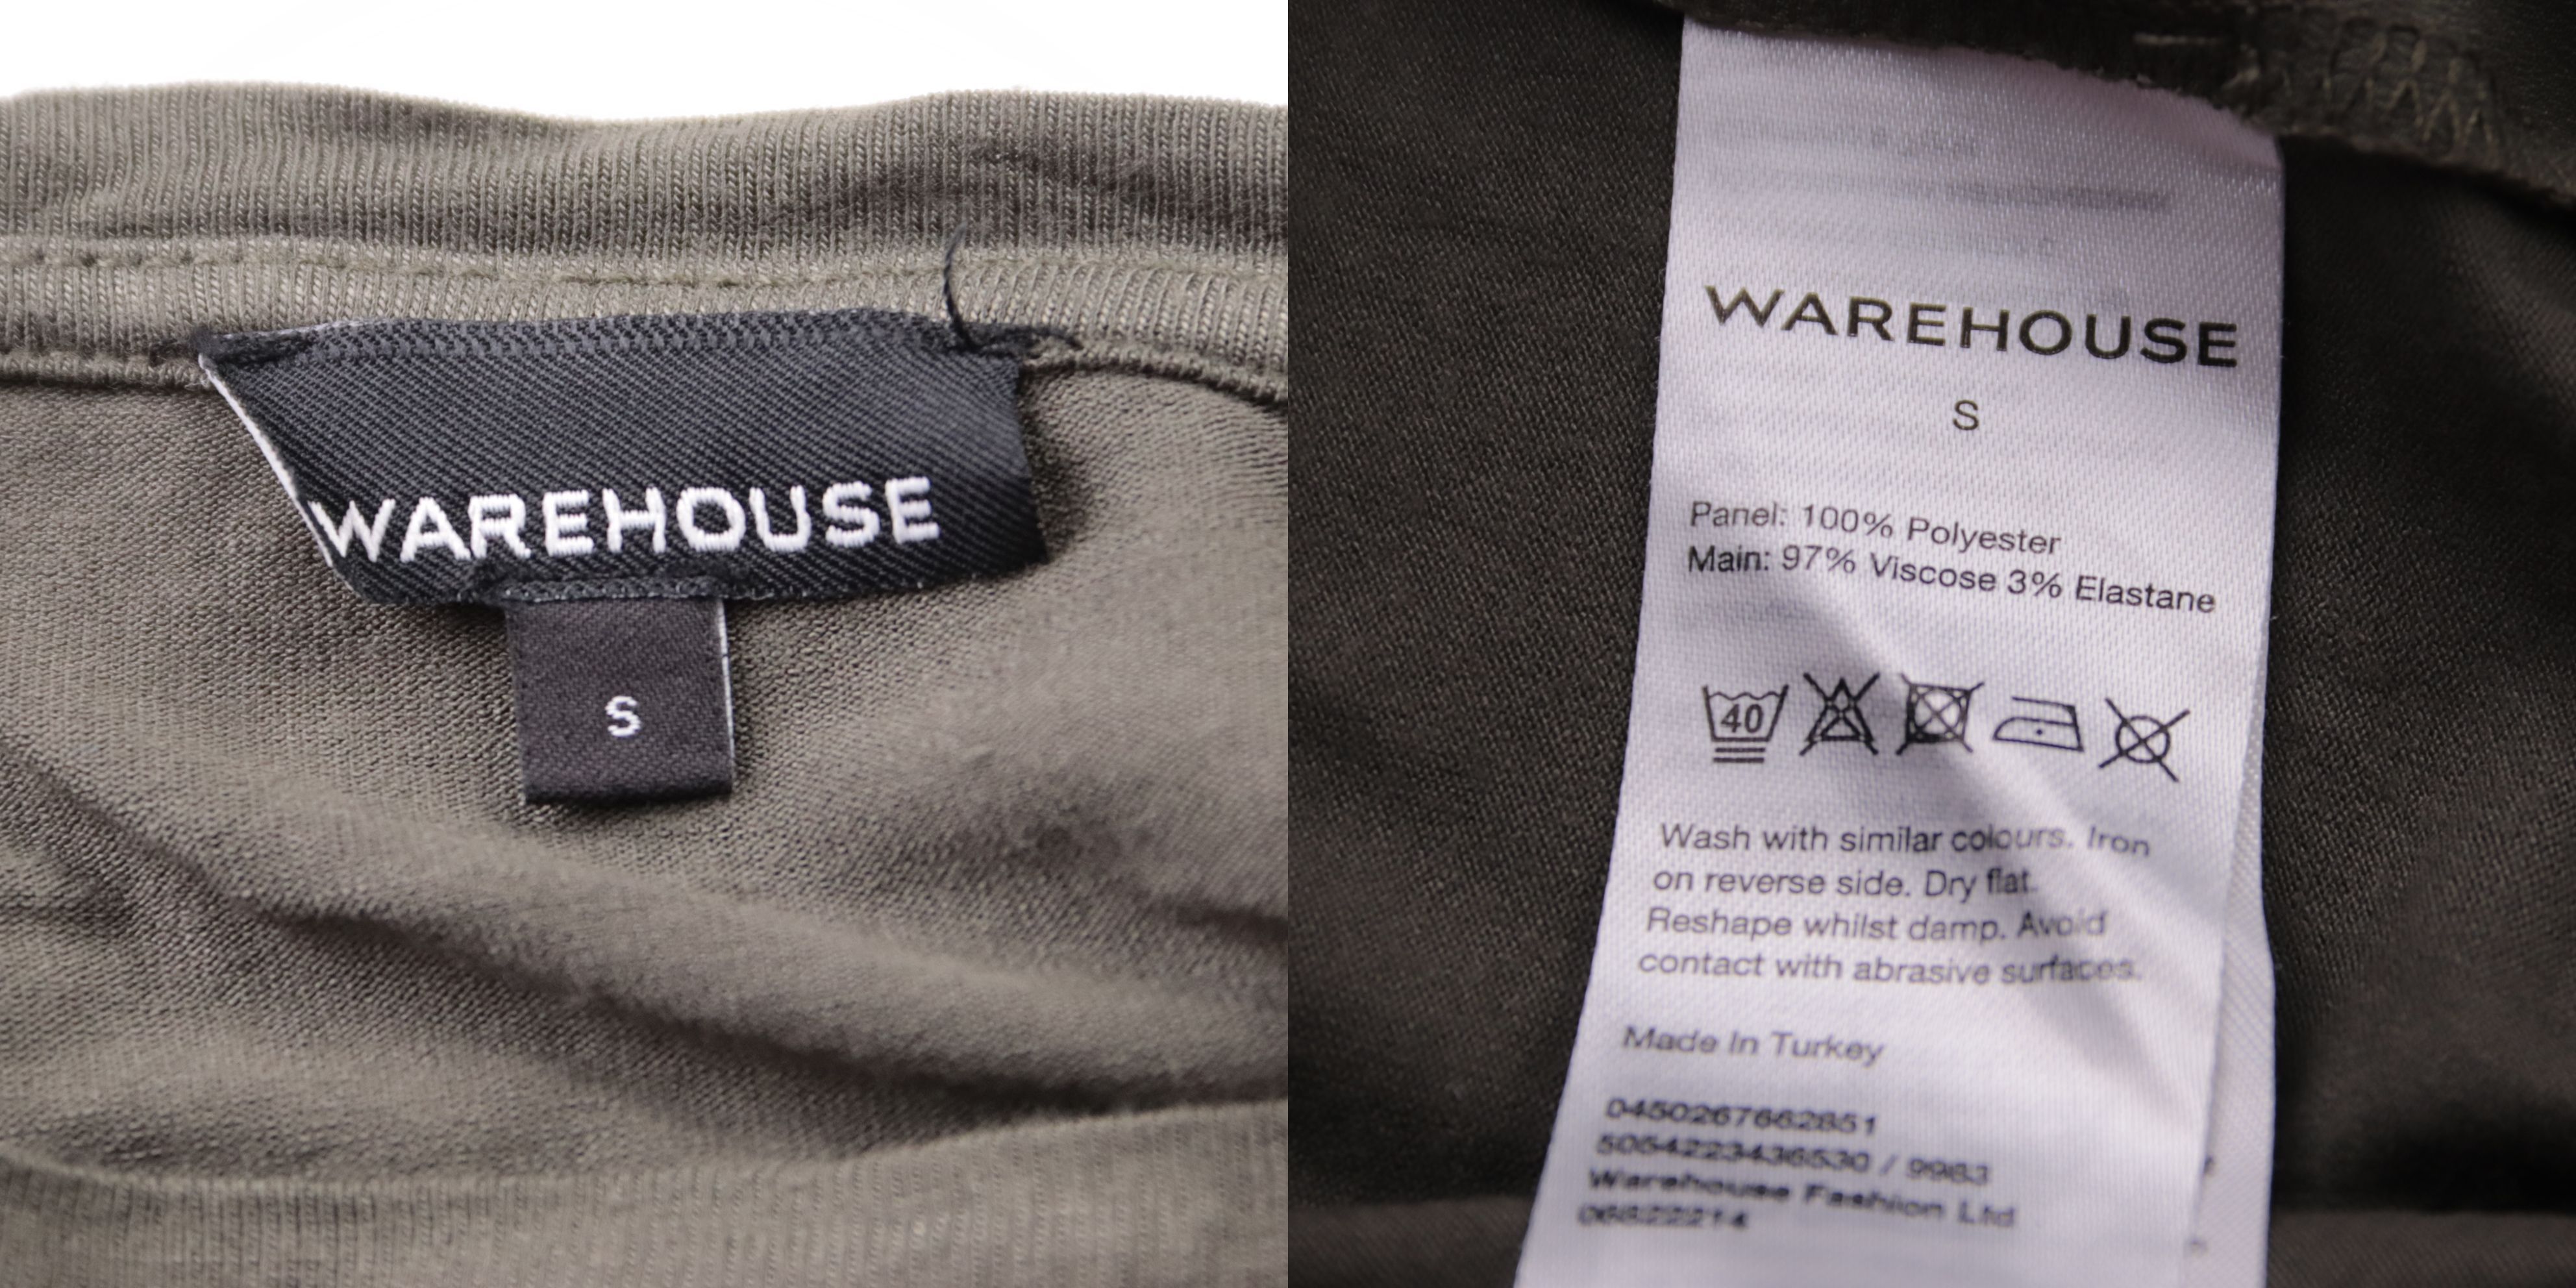 WAREHOUSE
S
WAREHOUSE
S
Panel: 100% Polyester
Main: 97% Viscose 3% Elastane
40
Wash with similar colours. Iron
on reverse side. Dry flat.
Reshape whilst damp. Avoid
contact with abrasive surfaces.
Made In Turkey
0450267662851
5054223436530 / 9983
Warehouse Fashion Ltd
06822214